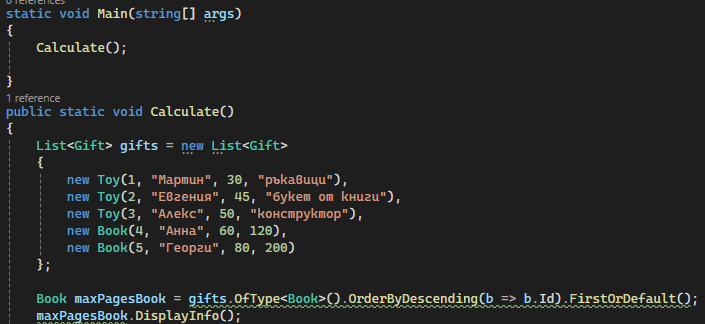 0 references
static void Main(string[] args)
{
Calculate();
}
1 reference
public static void Calculate()
{
List<Gift> gifts = new List<Gift>
{
new Toy(1, "Мартин", 30, "ръкавици"),
new Toy(2, "Евгения", 45, "букет от книги"),
new Toy(3, "Алекс", 50, "конструктор"),
new Book(4, "Анна", 60, 120),
new Book(5, "Георги", 80, 200)
};
Book maxPagesBook = gifts.OfType<Book>().OrderByDescending(b => b.Id).FirstOrDefault();
maxPagesBook.DisplayInfo();